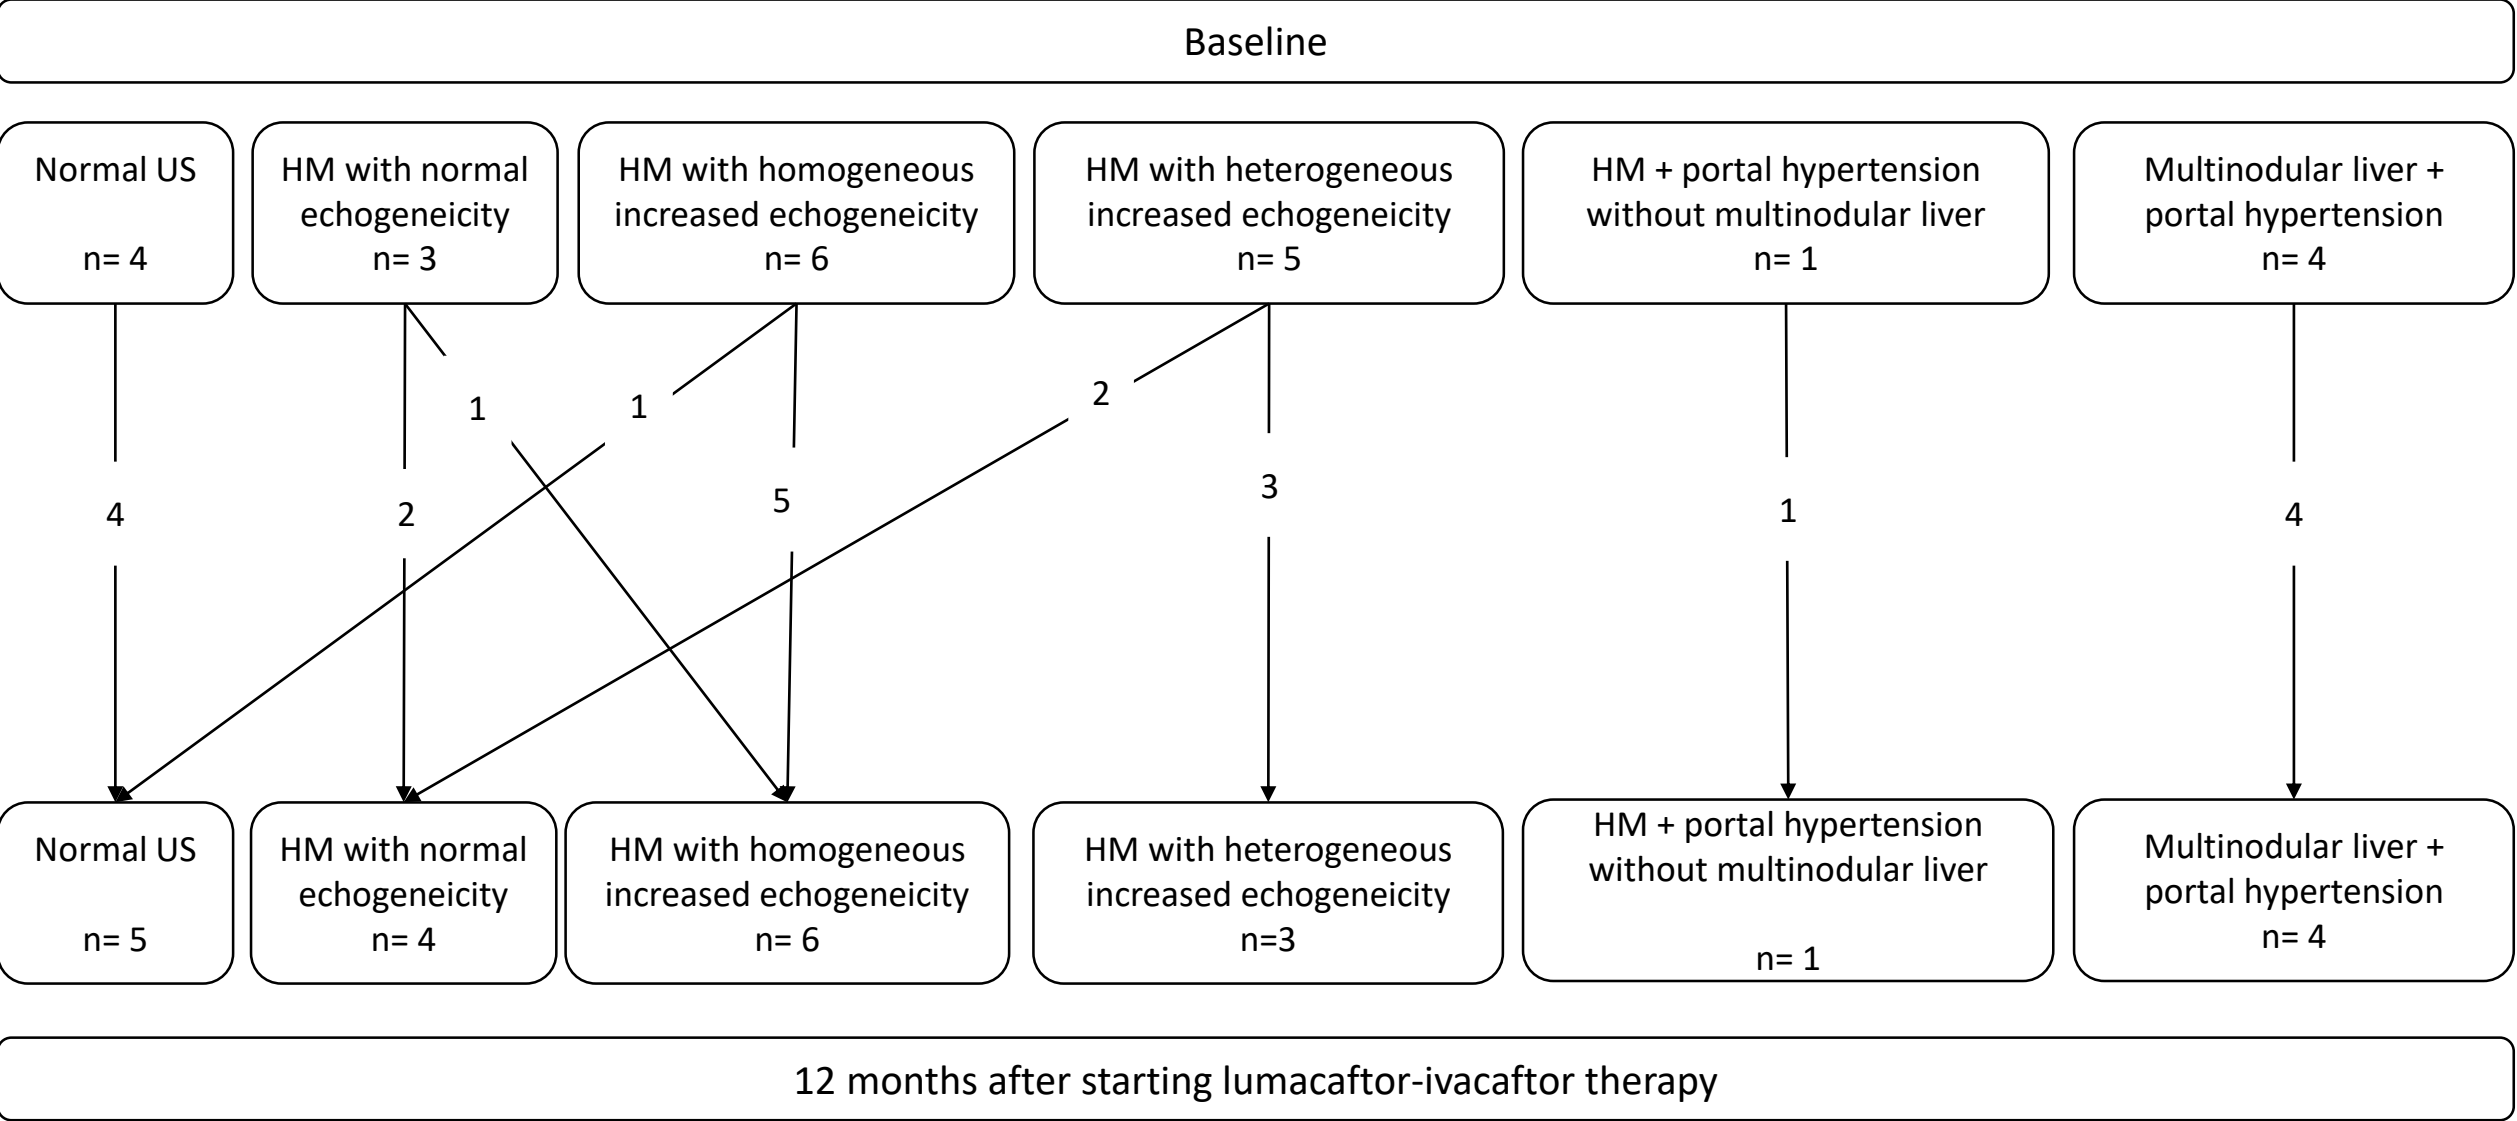 Baseline
Normal US
n= 4
HM with normal
echogeneicity
n= 3
HM with homogeneous
increased echogeneicity
n= 6
HM with heterogeneous
increased echogeneicity
n= 5
HM + portal hypertension
without multinodular liver
n= 1
Multinodular liver +
portal hypertension
n= 4
4
2
1
1
5
2
3
1
4
Normal US
n= 5
HM with normal
echogeneicity
n= 4
HM with homogeneous
increased echogeneicity
n= 6
HM with heterogeneous
increased echogeneicity
n=3
HM + portal hypertension
without multinodular liver
n= 1
Multinodular liver +
portal hypertension
n= 4
12 months after starting lumacaftor-ivacaftor therapy